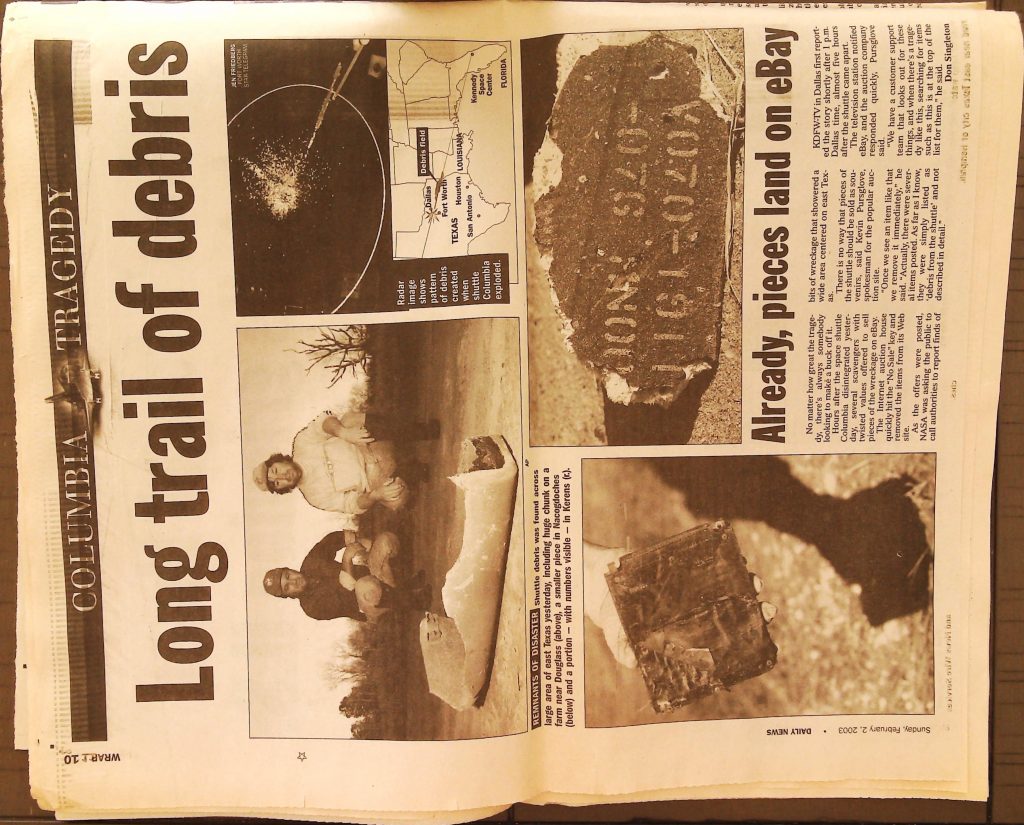 COLUMBIA TRAGEDY
Long trail of debris
JEN FRIEDBERG
FORT WORTH
STAR-TELEGRAM
Radar
image
shows
pattern
of debris
created
when
shuttle
Columbia
exploded.
Debris field
Dallas
Fort Worth
TEXAS
Houston
LOUISIANA
San Antonio
Kennedy
Space
Center
FLORIDA
AP
REMNANTS OF DISASTER Shuttle debris was found across
large area of east Texas yesterday, including huge chunk on a
farm near Douglass (above), a smaller piece in Nacogdoches
(below) and a portion — with numbers visible — in Kerens (r.).
Already, pieces land on eBay
No matter how great the trage-
dy, there's always somebody
looking to make a buck off it.
Hours after the space shuttle
Columbia disintegrated yester-
day, several scavengers with
twisted values offered to sell
pieces of the wreckage on eBay.
The Internet auction house
quickly hit the "No Sale" key and
removed the items from its Web
site.
As the offers were posted,
NASA was asking the public to
call authorities to report finds of
bits of wreckage that showered a
wide area centered on east Tex-
as.
There is no way that pieces of
the shuttle should be sold as sou-
venirs, said Kevin Pursglove,
spokesman for the popular auc-
tion site.
"Once we see an item like that
we remove it immediately," he
said. "Actually, there were sever-
al items posted. As far as I know,
they were simply listed as
'debris from the shuttle' and not
described in detail."
KDFW-TV in Dallas first report-
ed the story shortly after 1 p.m.
Dallas time, almost five hours
after the shuttle came apart.
The television station notified
eBay, and the auction company
responded quickly, Pursglove
said.
"We have a customer support
team that looks out for these
things, and when there's a trage-
dy like this, searching for items
such as this is at the top of the
list for them," he said.
Don Singleton
WRAP 10
DAILY NEWS
Sunday, February 2, 2003